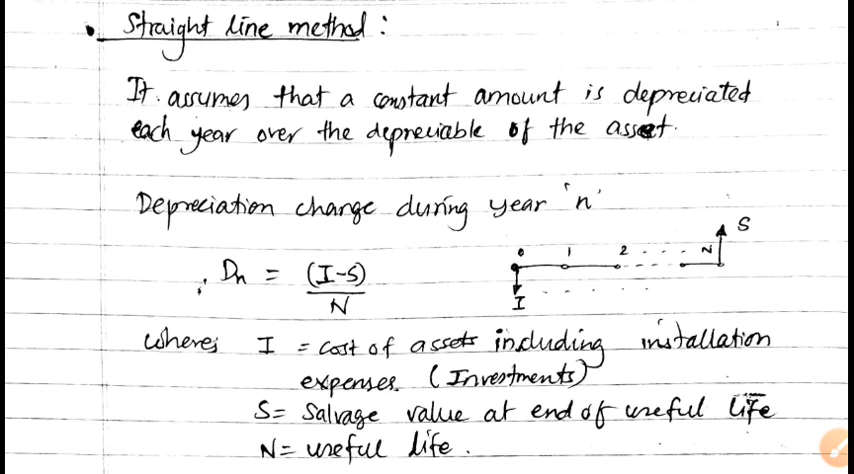 • Straight line method :
It assumes that a constant amount is depreciated
each year over the depreciable of the asset.
Depreciation charge during year 'n'
S
0 1 2 - - - N
∴ Dn = (I-S)
N
I
where; I = cost of assets including installation
expenses. (Investments)
S= Salvage value at end of useful life
N= useful life.